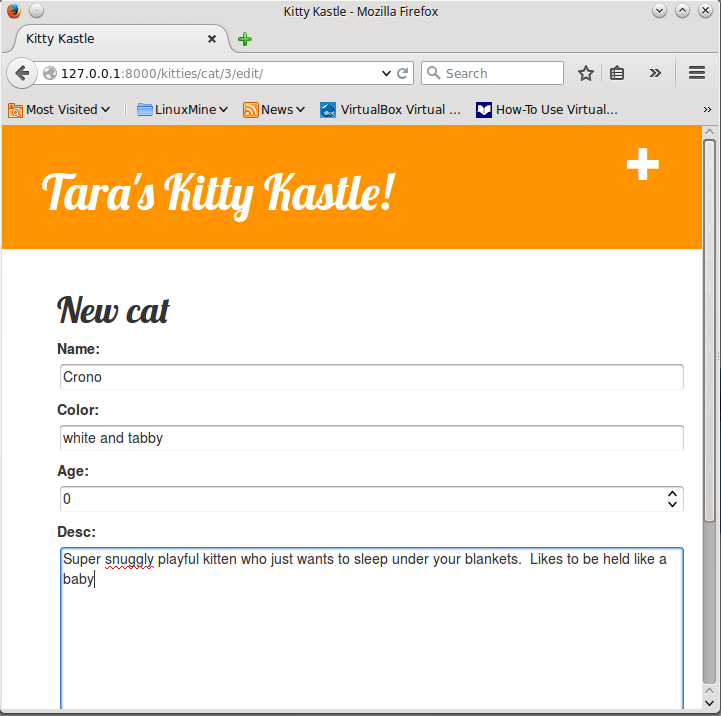 Kitty Kastle - Mozilla Firefox
Kitty Kastle
127.0.0.1:8000/kitties/cat/3/edit/
Search
Most Visited
LinuxMine
News
VirtualBox Virtual ...
How-To Use Virtual...
Tara's Kitty Kastle!
New cat
Name:
Crono
Color:
white and tabby
Age:
0
Desc:
Super snuggly playful kitten who just wants to sleep under your blankets.  Likes to be held like a
baby